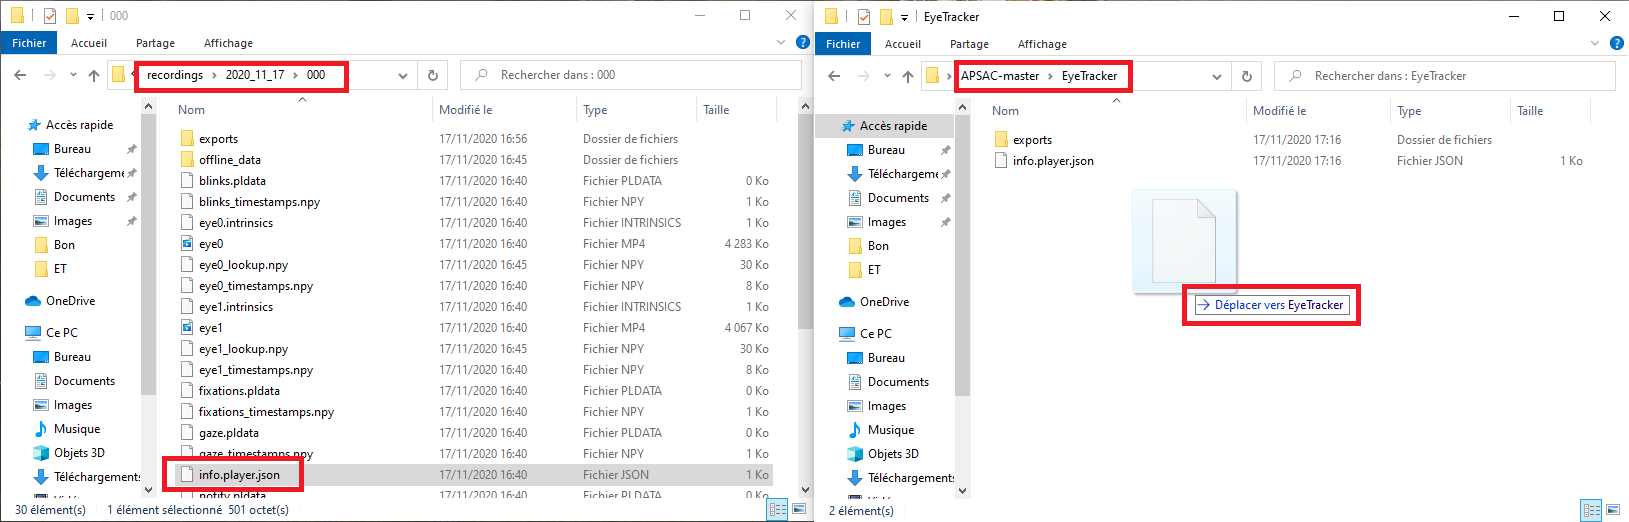 000
Fichier Accueil Partage Affichage
recordings > 2020_11_17 > 000
Rechercher dans : 000
Nom Modifié le Type Taille
Accès rapide
Bureau
Téléchargeme
Documents
Images
Bon
ET
OneDrive
Ce PC
Bureau
Documents
Images
Musique
Objets 3D
Téléchargements
exports 17/11/2020 16:56 Dossier de fichiers
offline_data 17/11/2020 16:45 Dossier de fichiers
blinks.pldata 17/11/2020 16:40 Fichier PLDATA 0 Ko
blinks_timestamps.npy 17/11/2020 16:40 Fichier NPY 1 Ko
eye0.intrinsics 17/11/2020 16:40 Fichier INTRINSICS 1 Ko
eye0 17/11/2020 16:40 Fichier MP4 4 283 Ko
eye0_lookup.npy 17/11/2020 16:45 Fichier NPY 30 Ko
eye0_timestamps.npy 17/11/2020 16:40 Fichier NPY 8 Ko
eye1.intrinsics 17/11/2020 16:40 Fichier INTRINSICS 1 Ko
eye1 17/11/2020 16:40 Fichier MP4 4 067 Ko
eye1_lookup.npy 17/11/2020 16:45 Fichier NPY 30 Ko
eye1_timestamps.npy 17/11/2020 16:40 Fichier NPY 8 Ko
fixations.pldata 17/11/2020 16:40 Fichier PLDATA 0 Ko
fixations_timestamps.npy 17/11/2020 16:40 Fichier NPY 1 Ko
gaze.pldata 17/11/2020 16:40 Fichier PLDATA 0 Ko
gaze_timestamps.npy 17/11/2020 16:40 Fichier NPY 1 Ko
info.player.json 17/11/2020 16:40 Fichier JSON 1 Ko
notify.pldata 17/11/2020 16:40 Fichier PLDATA 1 Ko
30 élément(s) 1 élément sélectionné 501 octet(s)
EyeTracker
Fichier Accueil Partage Affichage
APSAC-master > EyeTracker
Rechercher dans : EyeTracker
Nom Modifié le Type Taille
Accès rapide
Bureau
Téléchargeme
Documents
Images
Bon
ET
OneDrive
Ce PC
Bureau
Documents
Images
Musique
Objets 3D
Téléchargements
exports 17/11/2020 17:16 Dossier de fichiers
info.player.json 17/11/2020 17:16 Fichier JSON 1 Ko
Déplacer vers EyeTracker
2 élément(s)